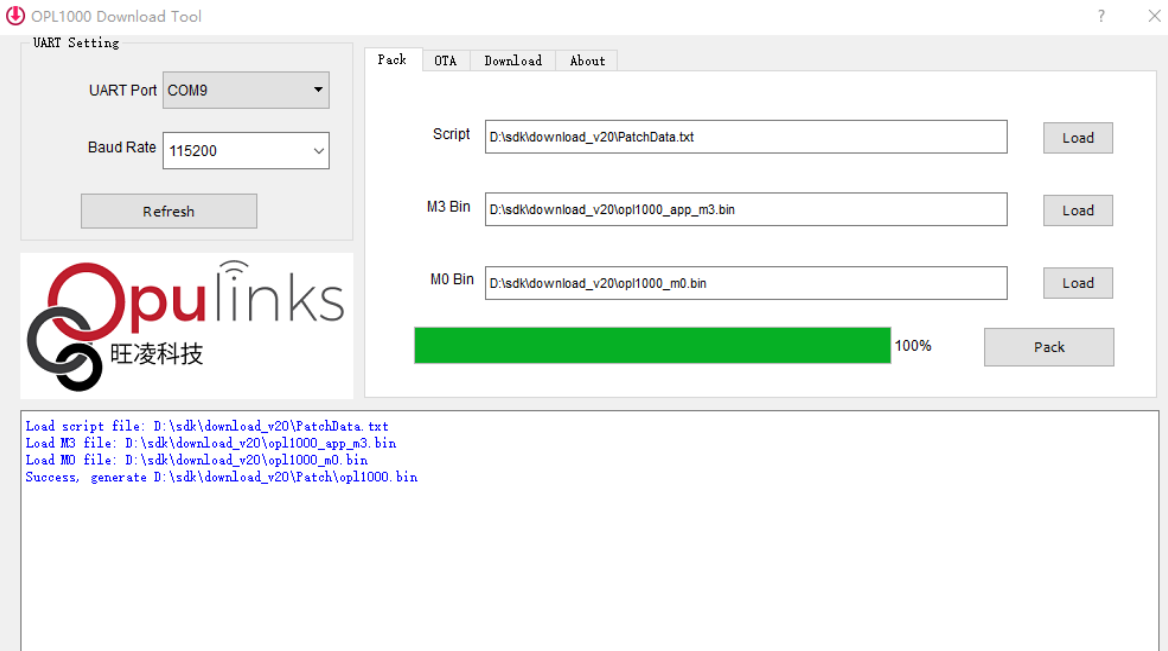 OPL1000 Download Tool
?
UART Setting
UART Port COM9
Baud Rate 115200
Refresh
Opulinks
旺凌科技
Pack OTA Download About
Script D:\sdk\download_v20\PatchData.txt Load
M3 Bin D:\sdk\download_v20\opl1000_app_m3.bin Load
M0 Bin D:\sdk\download_v20\opl1000_m0.bin Load
100% Pack
Load script file: D:\sdk\download_v20\PatchData.txt
Load M3 file: D:\sdk\download_v20\opl1000_app_m3.bin
Load M0 file: D:\sdk\download_v20\opl1000_m0.bin
Success, generate D:\sdk\download_v20\Patch\opl1000.bin